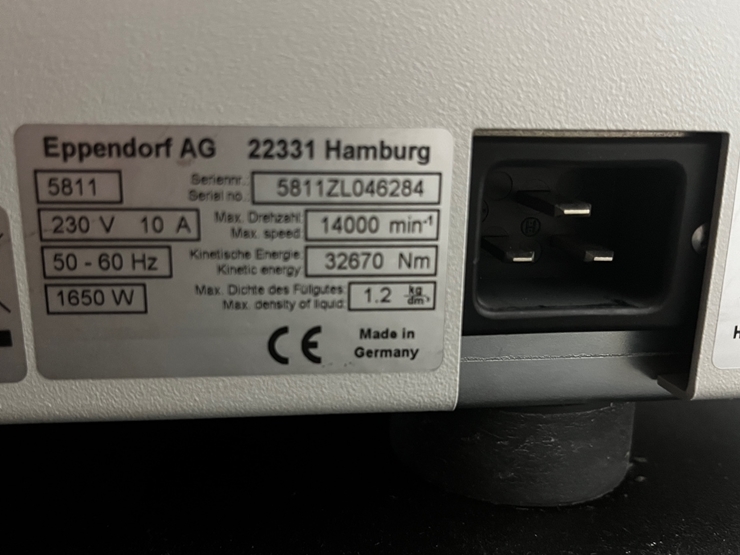 Eppendorf AG 22331 Hamburg
5811 Seriennr.: 5811ZL046284
Serial no.:
230 V 10 A Max. Drehzahl: 14000 min-1
Max. speed:
50 - 60 Hz Kinetische Energie: 32670 Nm
Kinetic energy:
1650 W Max. Dichte des Füllgutes: 1.2 kg/dm³
Max. density of liquid:
CE Made in
Germany
H